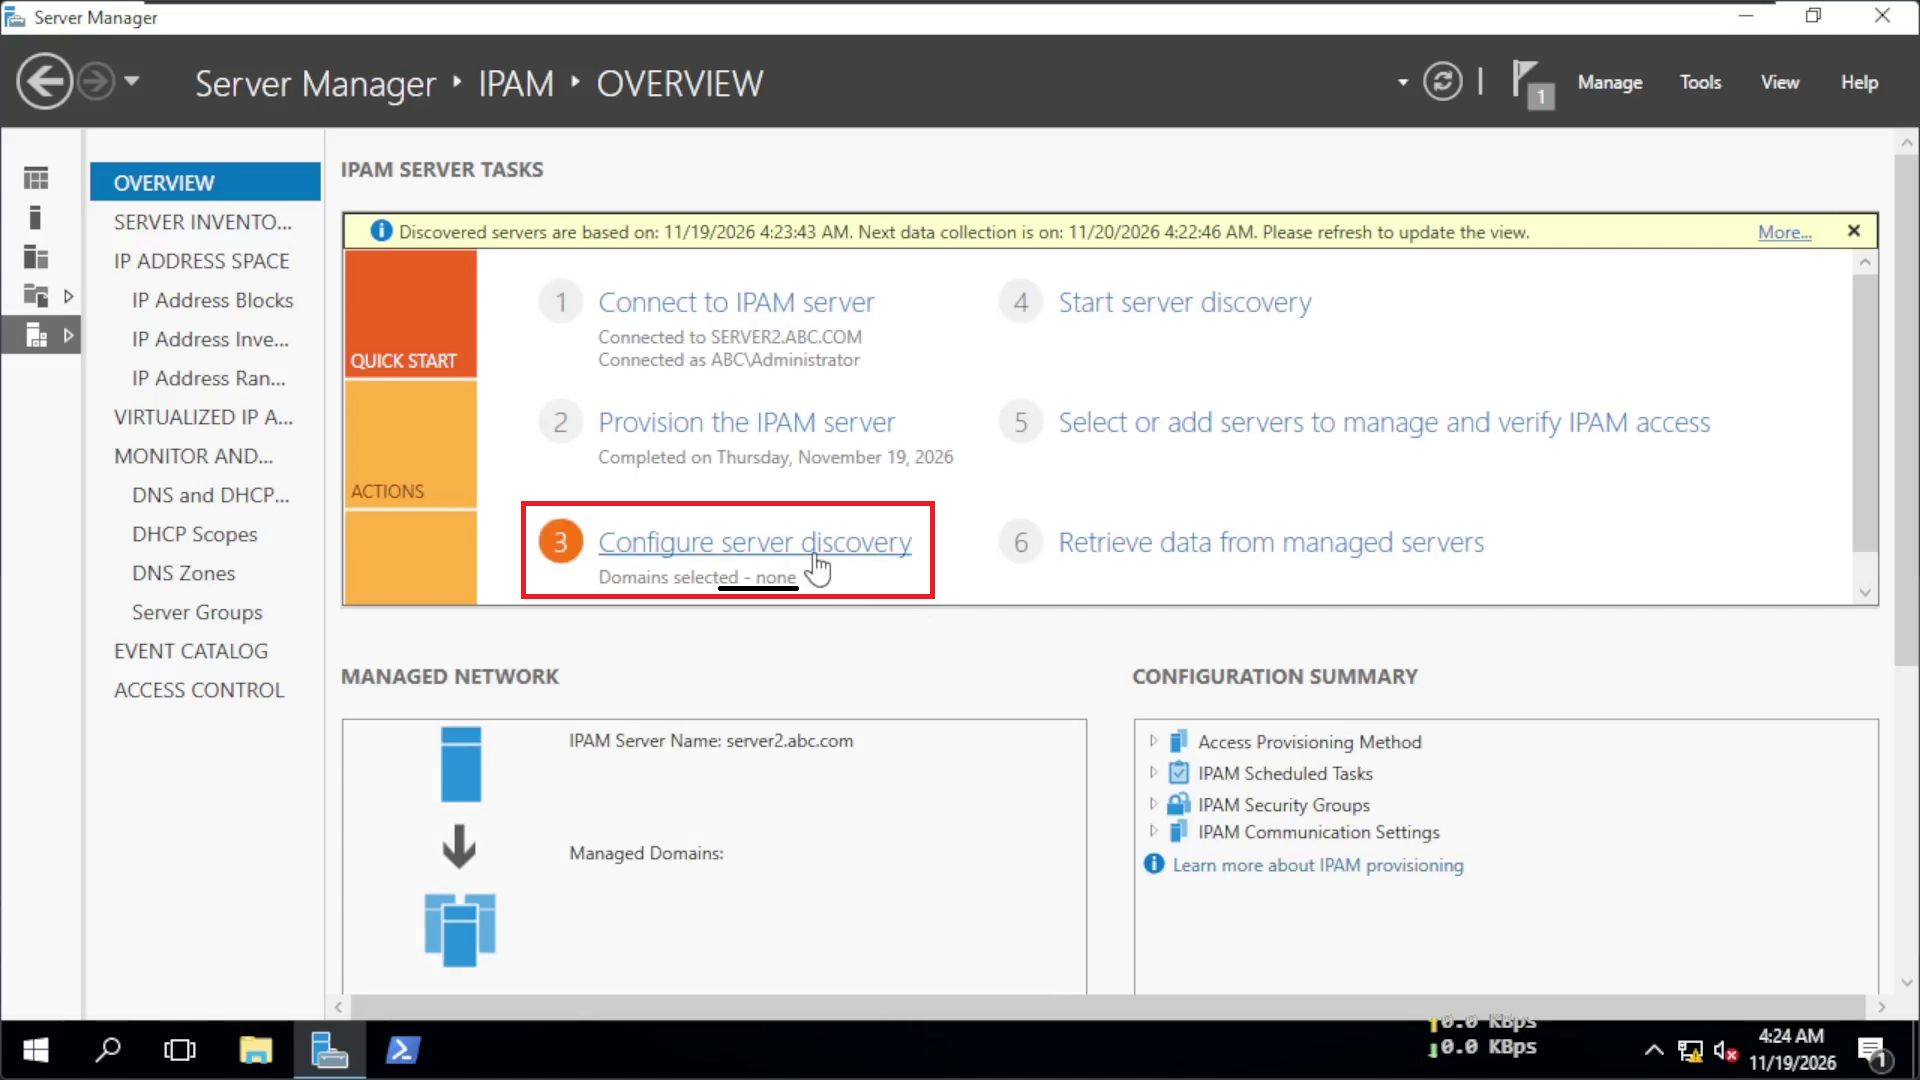 Server Manager
Server Manager ‣ IPAM ‣ OVERVIEW
1
Manage
Tools
View
Help
OVERVIEW
SERVER INVENTO...
IP ADDRESS SPACE
IP Address Blocks
IP Address Inve...
IP Address Ran...
VIRTUALIZED IP A...
MONITOR AND...
DNS and DHCP...
DHCP Scopes
DNS Zones
Server Groups
EVENT CATALOG
ACCESS CONTROL
IPAM SERVER TASKS
Discovered servers are based on: 11/19/2026 4:23:43 AM. Next data collection is on: 11/20/2026 4:22:46 AM. Please refresh to update the view.
More...
QUICK START
ACTIONS
1 Connect to IPAM server
Connected to SERVER2.ABC.COM
Connected as ABC\Administrator
2 Provision the IPAM server
Completed on Thursday, November 19, 2026
3 Configure server discovery
Domains selected - none
4 Start server discovery
5 Select or add servers to manage and verify IPAM access
6 Retrieve data from managed servers
MANAGED NETWORK
IPAM Server Name: server2.abc.com
Managed Domains:
CONFIGURATION SUMMARY
Access Provisioning Method
IPAM Scheduled Tasks
IPAM Security Groups
IPAM Communication Settings
Learn more about IPAM provisioning
0.0 KBps
0.0 KBps
4:24 AM
11/19/2026
1